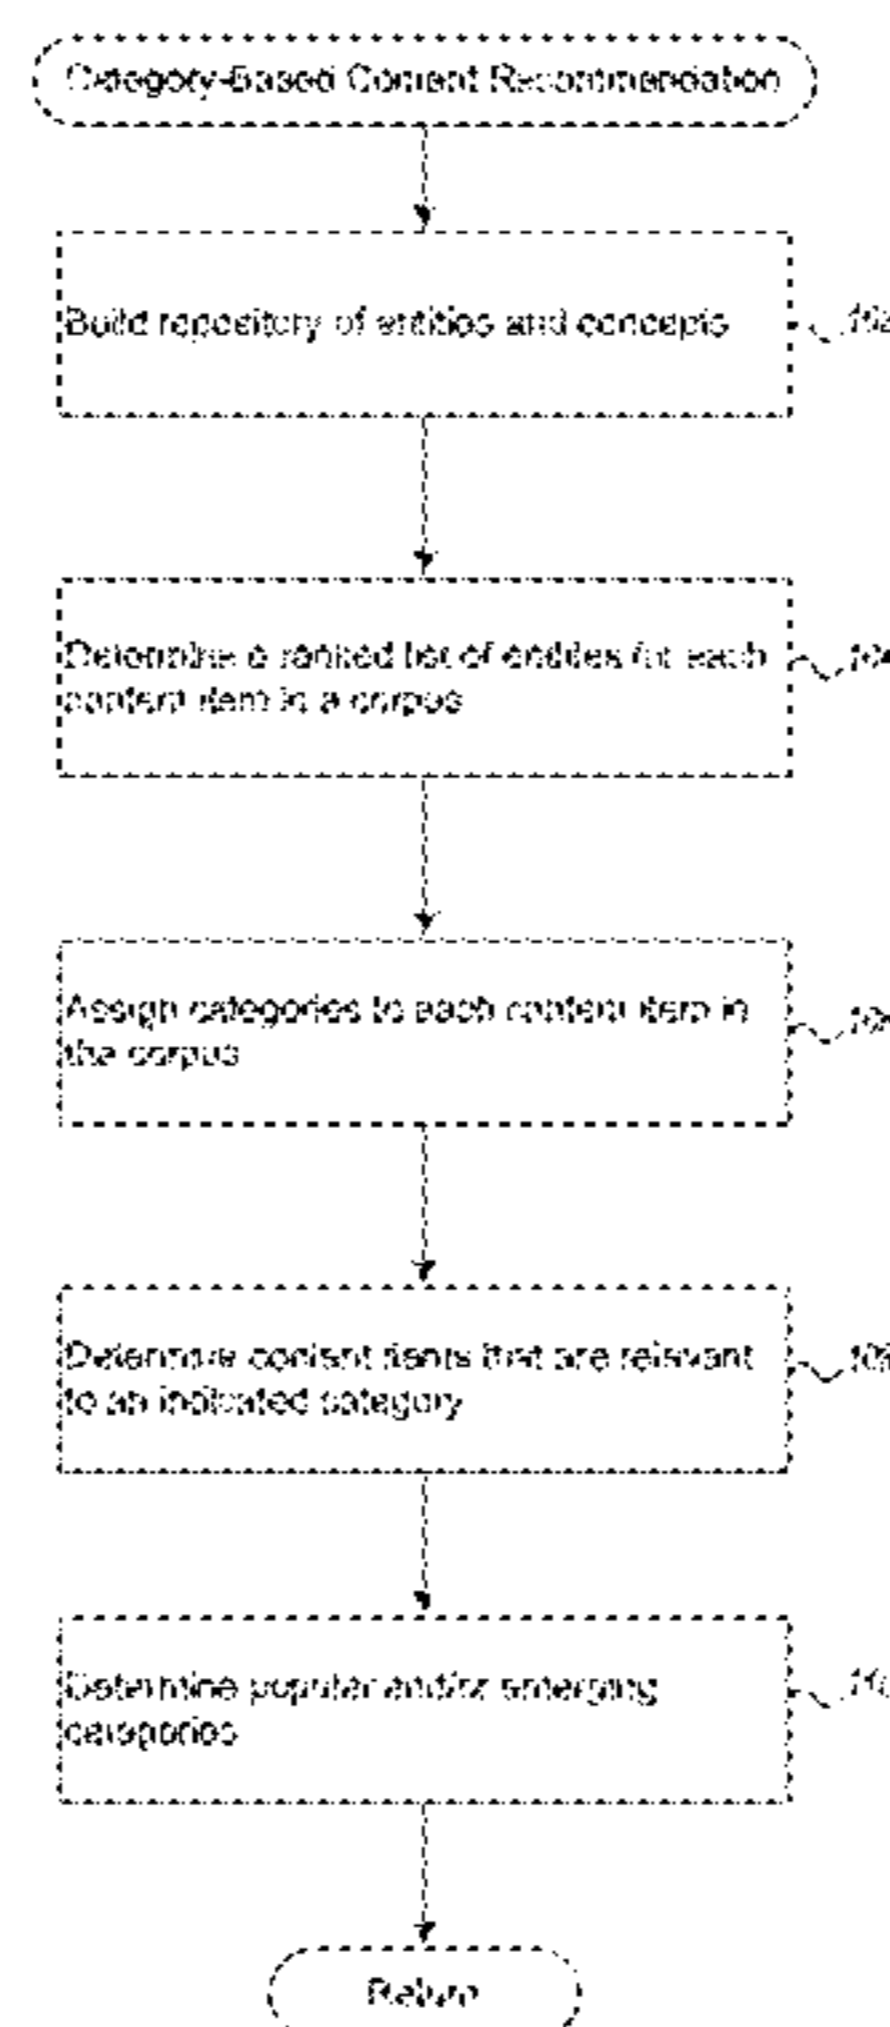 Category-Based Content Recommendation
Build repository of entities and concepts
Determine a ranked list of entities for each
content item in a corpus
Assign categories to each content item in
the corpus
Determine content items that are relevant
to an indicated category
Determine popular and/or emerging
categories
Return